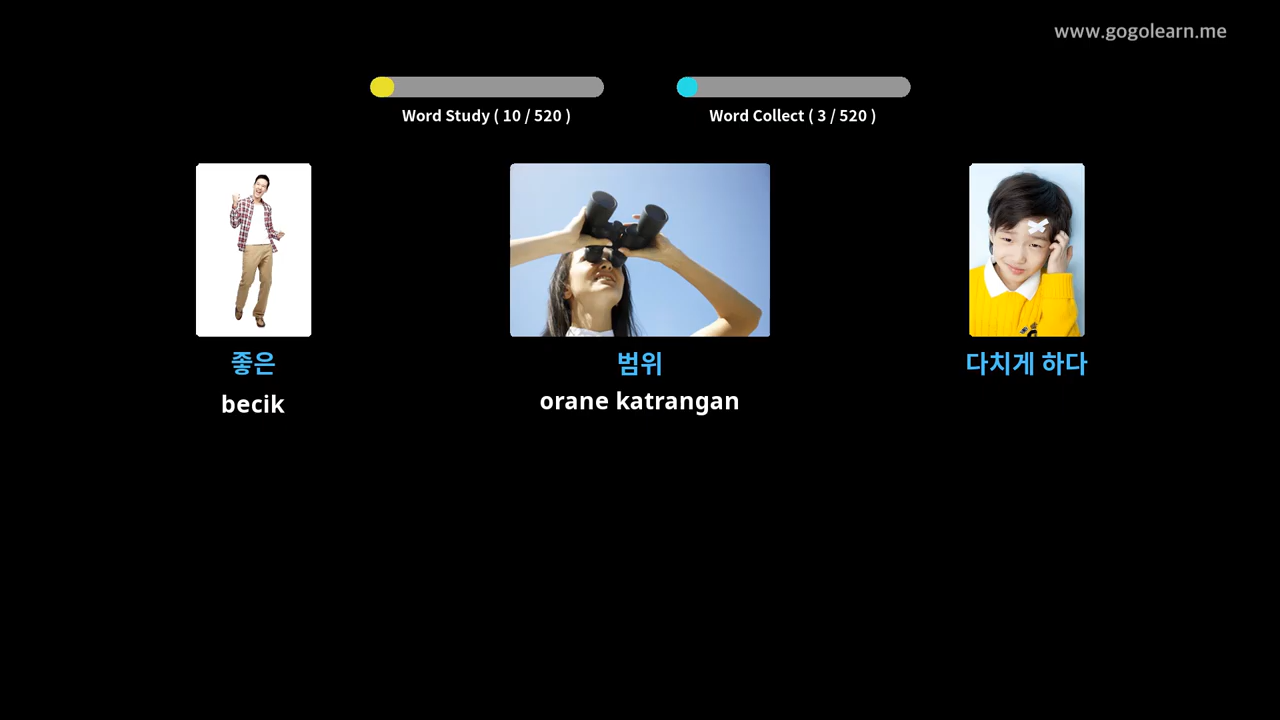 www.gogolearn.me
Word Study ( 10 / 520 )
Word Collect ( 3 / 520 )
좋은
범위
다치게 하다
becik
orane katrangan